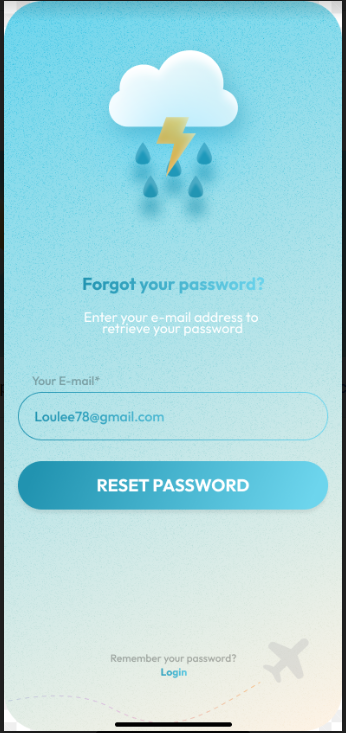 Forgot your password?
Enter your e-mail address to
retrieve your password
Your E-mail*
Loulee78@gmail.com
RESET PASSWORD
Remember your password?
Login